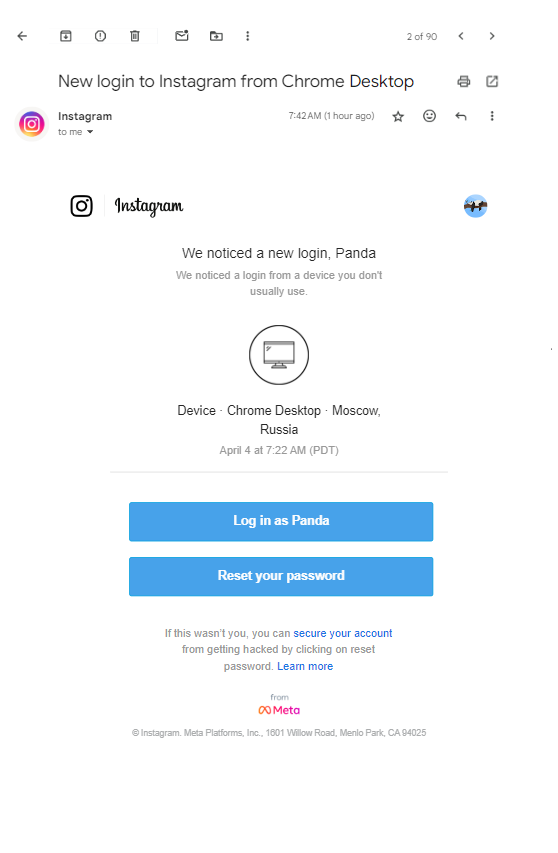 2 of 90
New login to Instagram from Chrome Desktop
Instagram
7:42 AM (1 hour ago)
to me
Instagram
We noticed a new login, Panda
We noticed a login from a device you don't
usually use.
Device · Chrome Desktop · Moscow,
Russia
April 4 at 7:22 AM (PDT)
Log in as Panda
Reset your password
If this wasn't you, you can secure your account
from getting hacked by clicking on reset
password. Learn more
from
Meta
© Instagram. Meta Platforms, Inc., 1601 Willow Road, Menlo Park, CA 94025